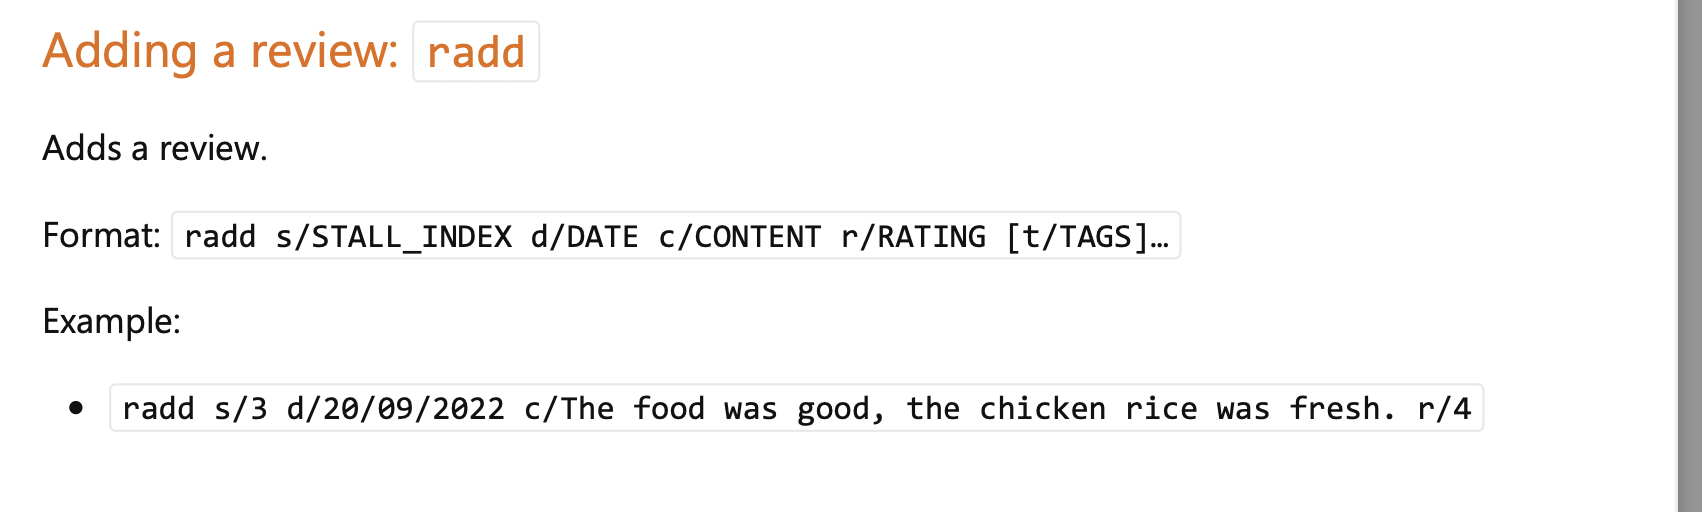 Adding a review: radd
Adds a review.
Format: radd s/STALL_INDEX d/DATE c/CONTENT r/RATING [t/TAGS]…
Example:
• radd s/3 d/20/09/2022 c/The food was good, the chicken rice was fresh. r/4